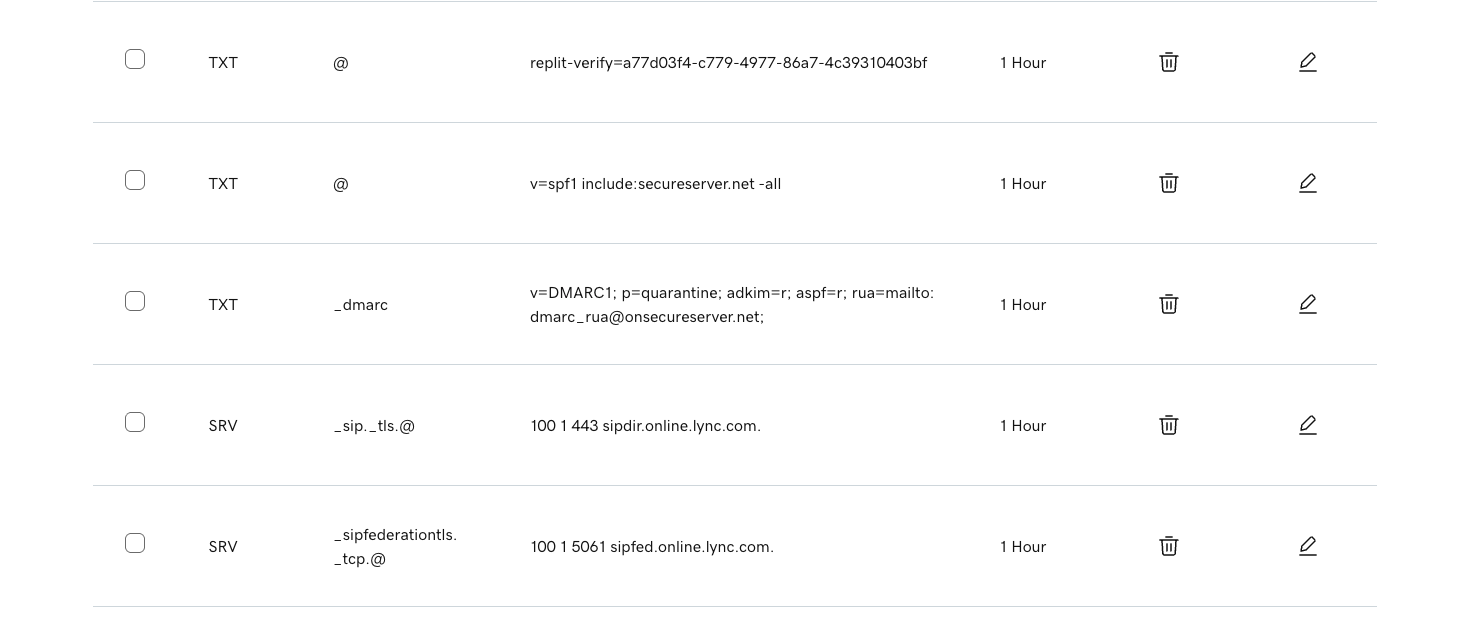 TXT @ replit-verify=a77d03f4-c779-4977-86a7-4c39310403bf 1 Hour
TXT @ v=spf1 include:secureserver.net -all 1 Hour
TXT _dmarc v=DMARC1; p=quarantine; adkim=r; aspf=r; rua=mailto: 1 Hour
dmarc_rua@onsecureserver.net;
SRV _sip._tls.@ 100 1 443 sipdir.online.lync.com. 1 Hour
SRV _sipfederationtls. 100 1 5061 sipfed.online.lync.com. 1 Hour
_tcp.@